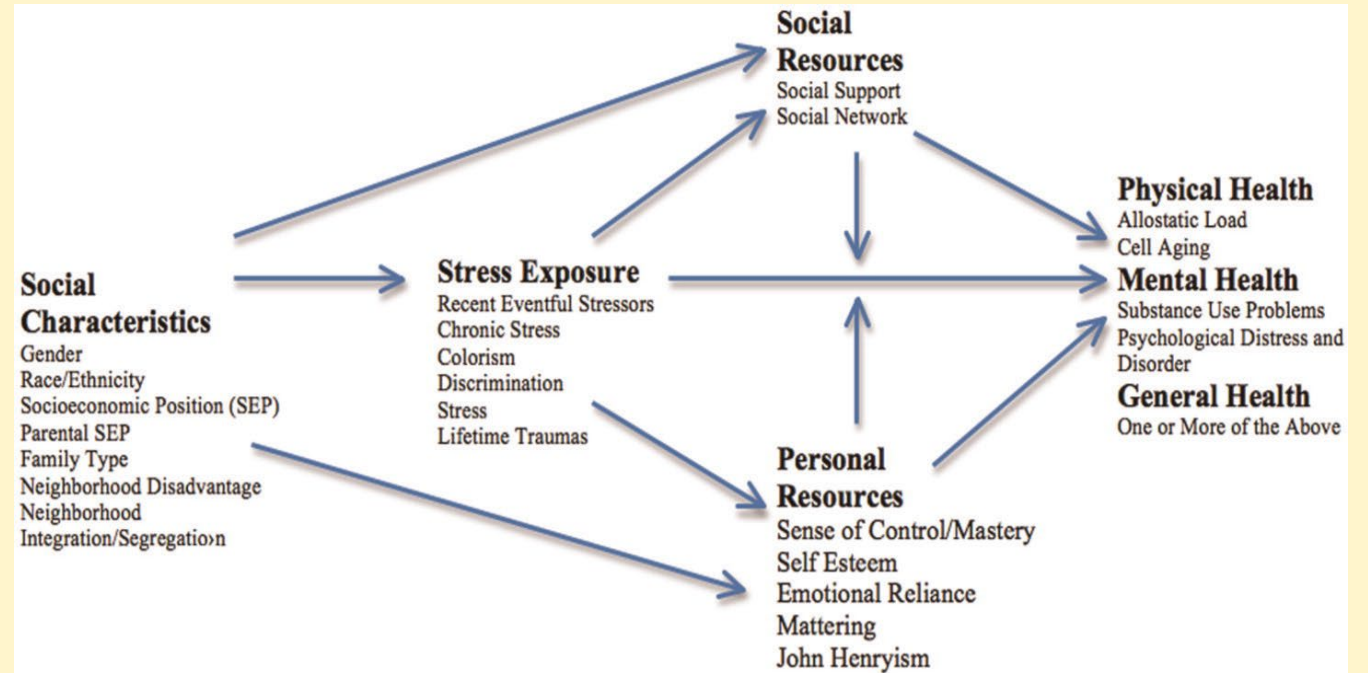 Social
Resources
Social Support
Social Network
Physical Health
Allostatic Load
Cell Aging
Mental Health
Substance Use Problems
Psychological Distress and
Disorder
General Health
One or More of the Above
Stress Exposure
Recent Eventful Stressors
Chronic Stress
Colorism
Discrimination
Stress
Lifetime Traumas
Social
Characteristics
Gender
Race/Ethnicity
Socioeconomic Position (SEP)
Parental SEP
Family Type
Neighborhood Disadvantage
Neighborhood
Integration/Segregatio›n
Personal
Resources
Sense of Control/Mastery
Self Esteem
Emotional Reliance
Mattering
John Henryism